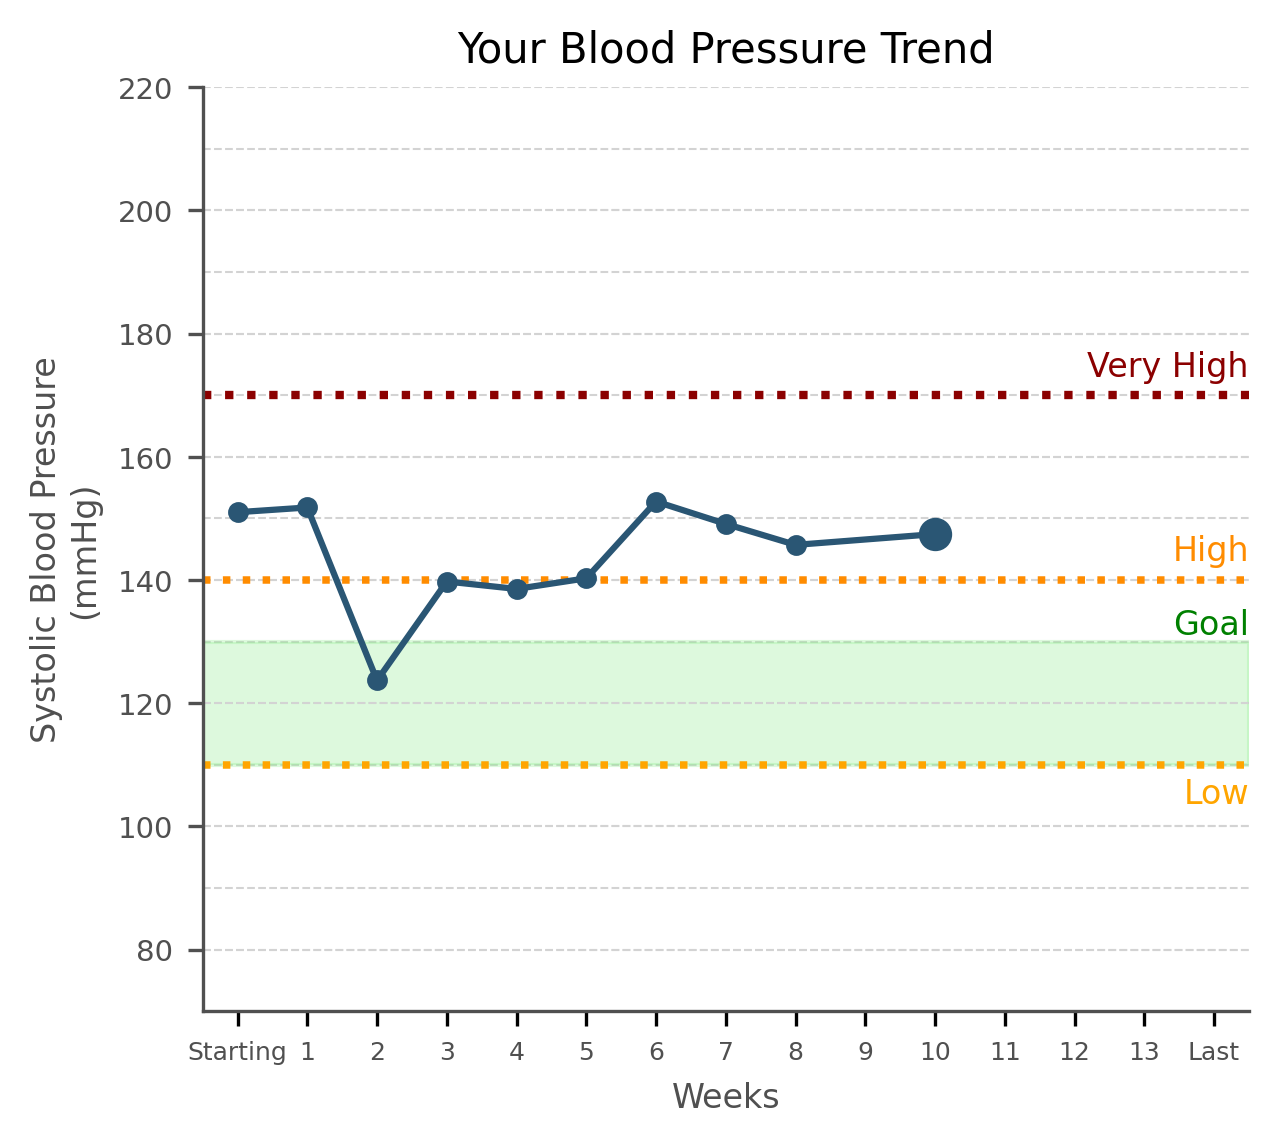 Your Blood Pressure Trend
220
200
180
160
140
120
100
80
Systolic Blood Pressure
(mmHg)
Very High
High
Goal
Low
Starting 1 2 3 4 5 6 7 8 9 10 11 12 13 Last
Weeks